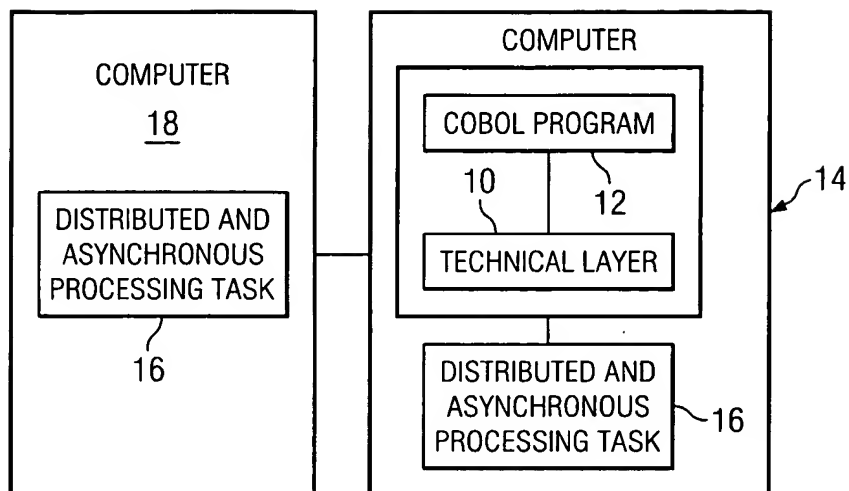 COMPUTER
18
DISTRIBUTED AND
ASYNCHRONOUS
PROCESSING TASK
16
COMPUTER
COBOL PROGRAM
10
12
14
TECHNICAL LAYER
DISTRIBUTED AND
ASYNCHRONOUS
PROCESSING TASK
16